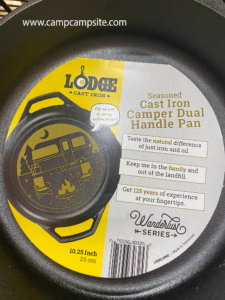 www.campcampsite.com
LODGE
CAST IRON
Seasoned
Cast Iron
Camper Dual
Handle Pan
Taste the natural difference
of just iron and oil.
Keep me in the family and
out of the landfill.
Get 125 years of experience
at your fingertips.
Wanderlust
SERIES
10.25 Inch
26 cm